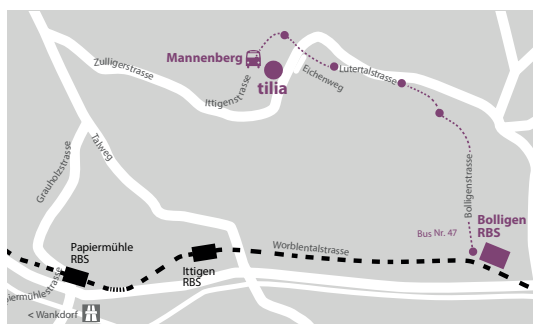 Zulligerstrasse
Mannenberg
tilia
Ittigenstrasse
Eichenweg
Lutertalstrasse
Grauholzstrasse
Talweg
Bolligenstrasse
Bus Nr. 47
Bolligen
RBS
Papiermühle
RBS
Ittigen
RBS
Worblentalstrasse
iermühlestrasse
< Wankdorf